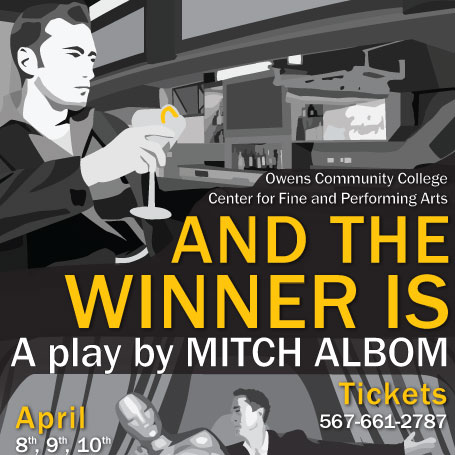 Owens Community College
Center for Fine and Performing Arts
AND THE
WINNER IS
A play by MITCH ALBOM
Tickets
567-661-2787
April
8th, 9th, 10th